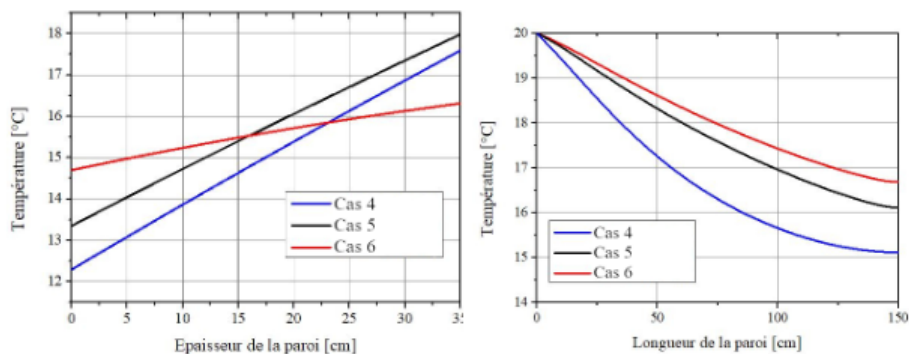 18
17
16
15
14
13
12
Température [°C]
Cas 4
Cas 5
Cas 6
0 5 10 15 20 25 30 35
Epaisseur de la paroi [cm]
20
19
18
17
16
15
14
Température [°C]
Cas 4
Cas 5
Cas 6
0 50 100 150
Longueur de la paroi [cm]